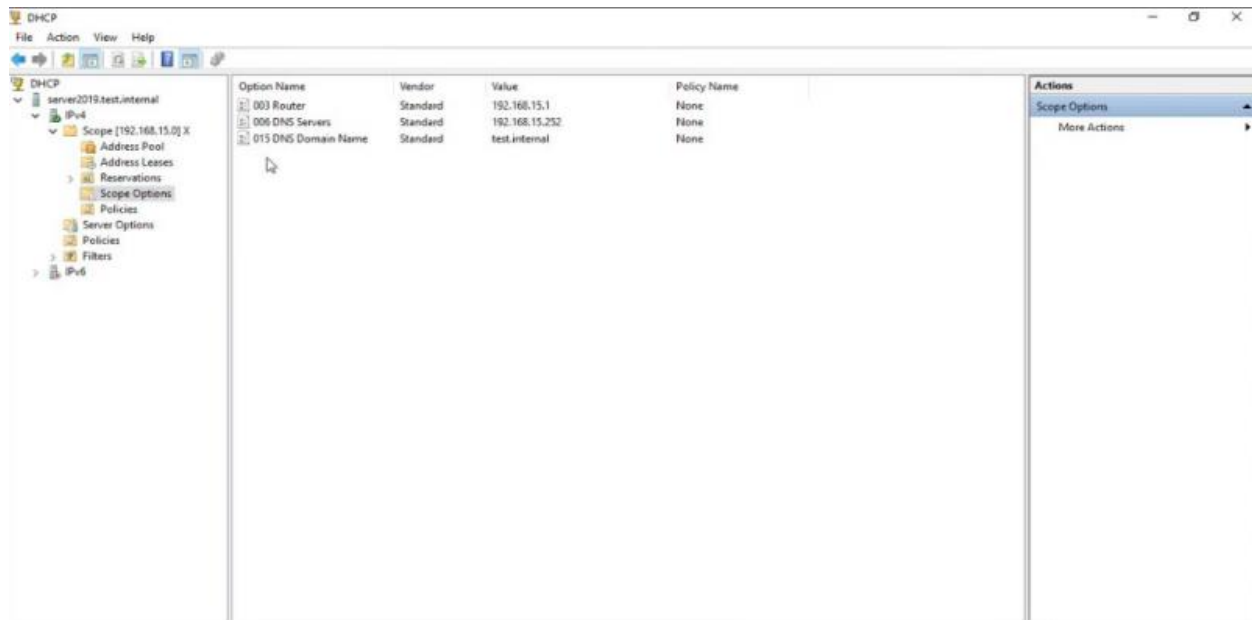 DHCP
File Action View Help
DHCP
server2019.test.internal
IPv4
Scope [192.168.15.0] X
Address Pool
Address Leases
Reservations
Scope Options
Policies
Server Options
Policies
Filters
IPv6
Option Name Vendor Value Policy Name
003 Router Standard 192.168.15.1 None
006 DNS Servers Standard 192.168.15.252 None
015 DNS Domain Name Standard test.internal None
Actions
Scope Options
More Actions